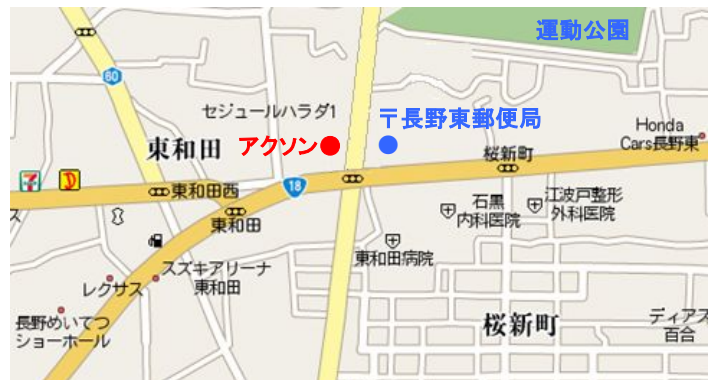 運動公園
60
セジュールハラダ1
〒長野東郵便局
Honda
Cars長野東
東和田
アクソン
桜新町
7
東和田西
18
石黒
内科医院
江波戸整形
外科医院
ス
東和田
東和田病院
スズキアリーナ
東和田
レクサス
長野めいてつ
ショーホール
桜新町
ディアス
百合